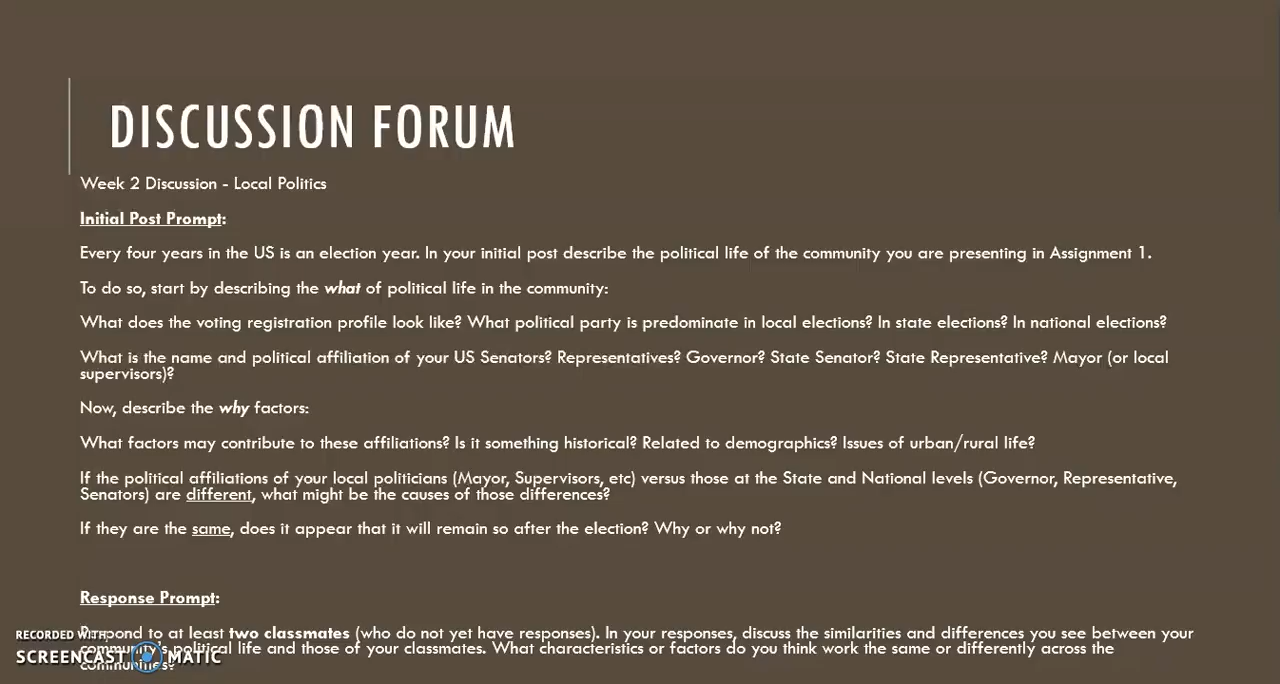 DISCUSSION FORUM
Week 2 Discussion - Local Politics
Initial Post Prompt:
Every four years in the US is an election year. In your initial post describe the political life of the community you are presenting in Assignment 1.
To do so, start by describing the what of political life in the community:
What does the voting registration profile look like? What political party is predominate in local elections? In state elections? In national elections?
What is the name and political affiliation of your US Senators? Representatives? Governor? State Senator? State Representative? Mayor (or local
supervisors)?
Now, describe the why factors:
What factors may contribute to these affiliations? Is it something historical? Related to demographics? Issues of urban/rural life?
If the political affiliations of your local politicians (Mayor, Supervisors, etc) versus those at the State and National levels (Governor, Representative,
Senators) are different, what might be the causes of those differences?
If they are the same, does it appear that it will remain so after the election? Why or why not?
Response Prompt:
Respond to at least two classmates (who do not yet have responses). In your responses, discuss the similarities and differences you see between your
community's political life and those of your classmates. What characteristics or factors do you think work the same or differently across the
communities?
RECORDED WITH
SCREENCAST MATIC